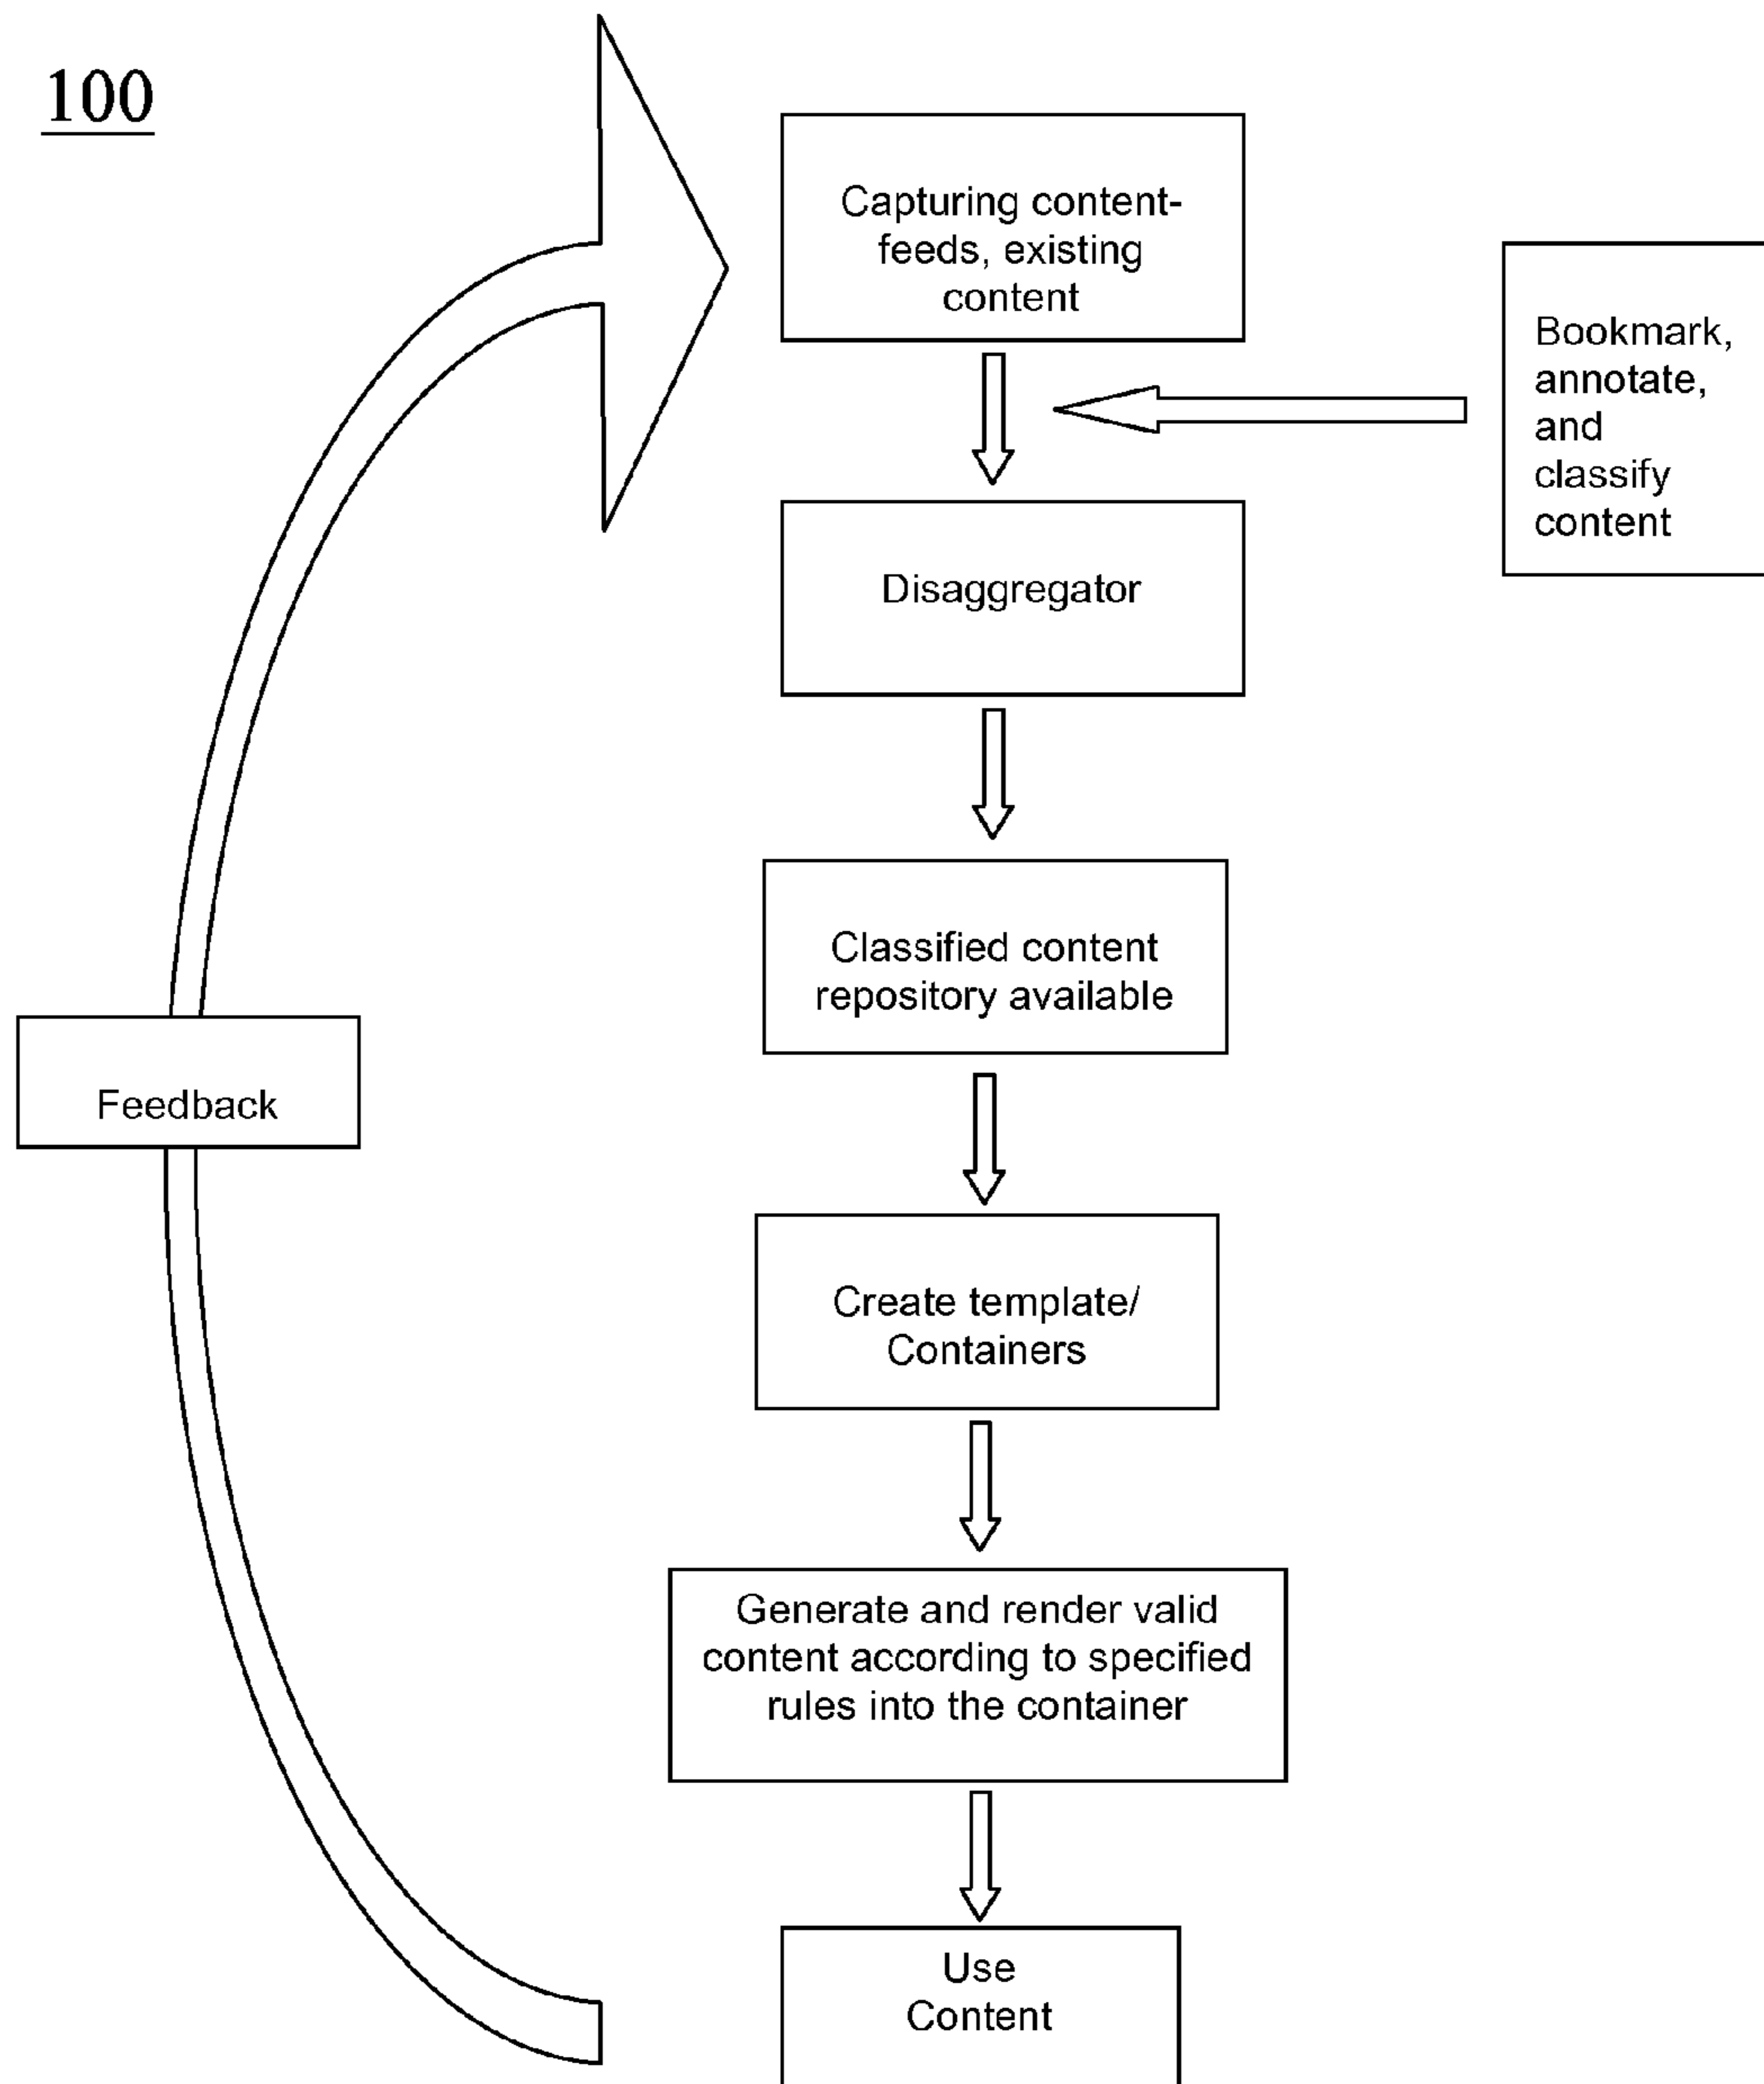 100
Capturing content-
feeds, existing
content
Bookmark,
annotate,
and
classify
content
Disaggregator
Classified content
repository available
Feedback
Create template/
Containers
Generate and render valid
content according to specified
rules into the container
Use
Content